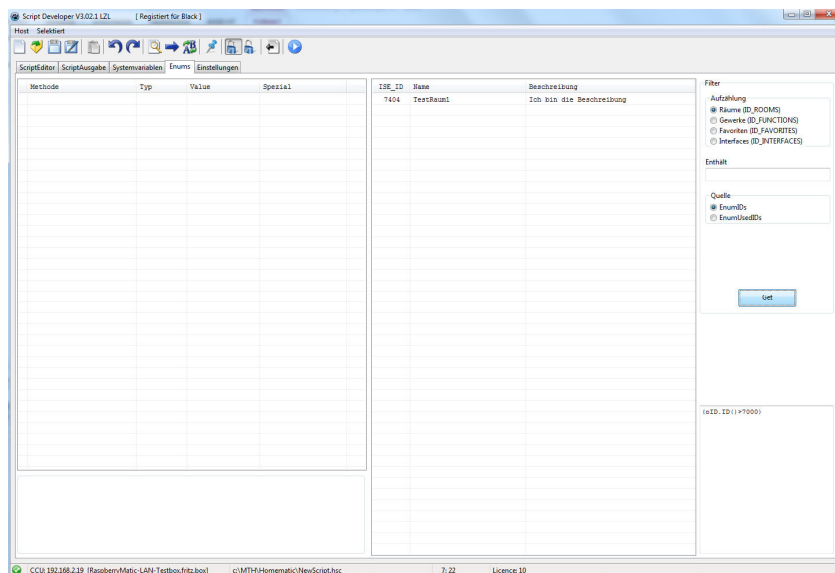 Script Developer V3.02.1 LZL [ Registiert für Black ]
Host Selektiert
ScriptEditor ScriptAusgabe Systemvariablen Enums Einstellungen
Methode Typ Value Spezial
ISE_ID Name Beschreibung
7404 TestRaum1 Ich bin die Beschreibung
Filter
Aufzählung
Räume (ID_ROOMS)
Gewerke (ID_FUNCTIONS)
Favoriten (ID_FAVORITES)
Interfaces (ID_INTERFACES)
Enthält
Quelle
EnumIDs
EnumUsedIDs
Get
(oID.ID()>7000)
CCU: 192.168.2.19 [RaspberryMatic-LAN-Testbox.fritz.box] c:\MTH\Homematic\NewScript.hsc 7: 22 Licence: 10